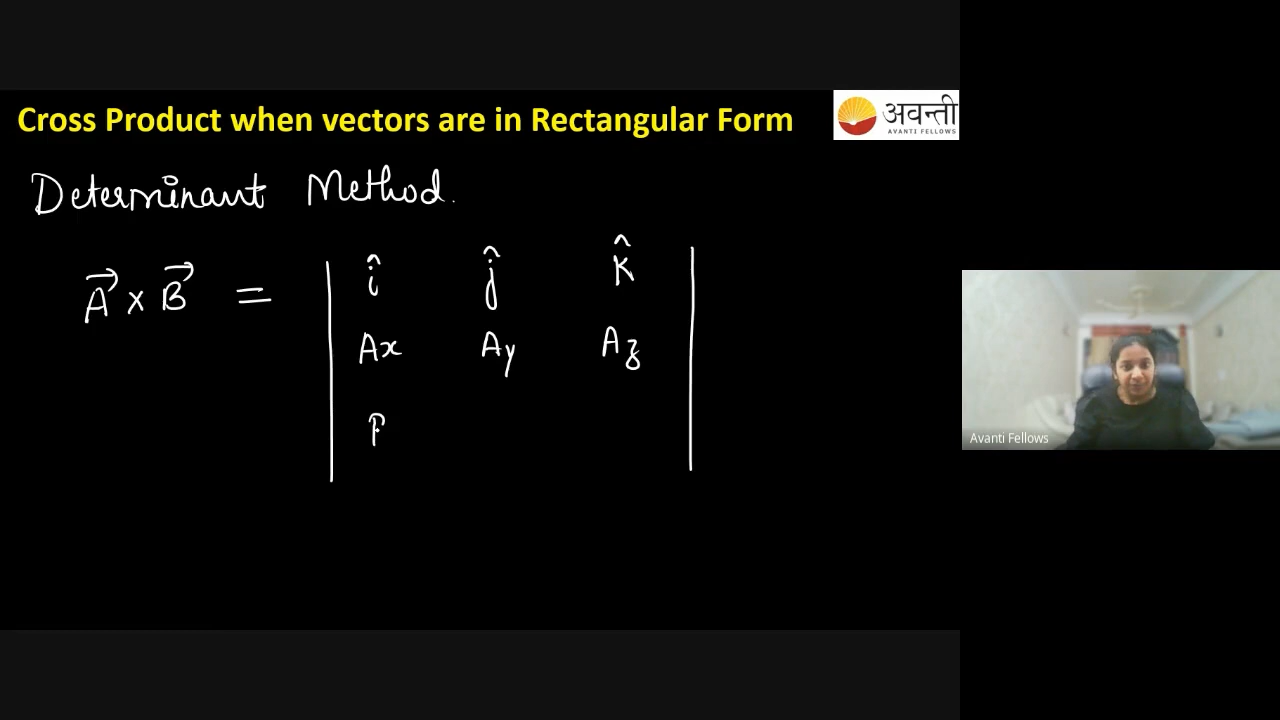 Cross Product when vectors are in Rectangular Form
अवन्ती
AVANTI FELLOWS
Determinant Method.
A⃗ × B⃗ = | î ĵ k̂ |
Ax Ay Az
Avanti Fellows